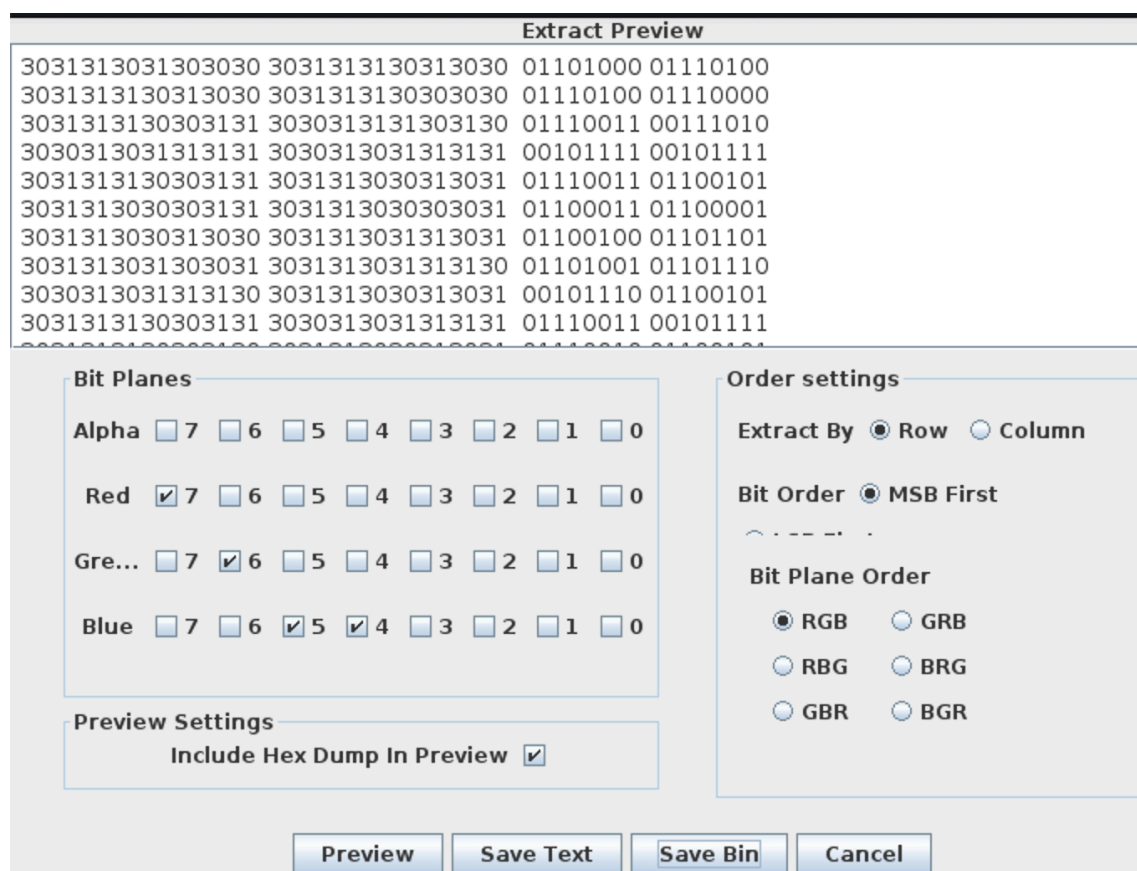 Extract Preview
3031313031303030 3031313130313030 01101000 01110100
3031313130313030 3031313130303030 01110100 01110000
3031313130303131 3030313131303130 01110011 00111010
3030313031313131 3030313031313131 00101111 00101111
3031313130303131 3031313030313031 01110011 01100101
3031313030303131 3031313030303031 01100011 01100001
3031313030313030 3031313031313031 01100100 01101101
3031313031303031 3031313031313130 01101001 01101110
3030313031313130 3031313030313031 00101110 01100101
3031313130303131 3030313031313131 01110011 00101111
Bit Planes
Alpha 7 6 5 4 3 2 1 0
Red 7 6 5 4 3 2 1 0
Gre... 7 6 5 4 3 2 1 0
Blue 7 6 5 4 3 2 1 0
Preview Settings
Include Hex Dump In Preview
Order settings
Extract By Row Column
Bit Order MSB First
Bit Plane Order
RGB GRB
RBG BRG
GBR BGR
Preview Save Text Save Bin Cancel